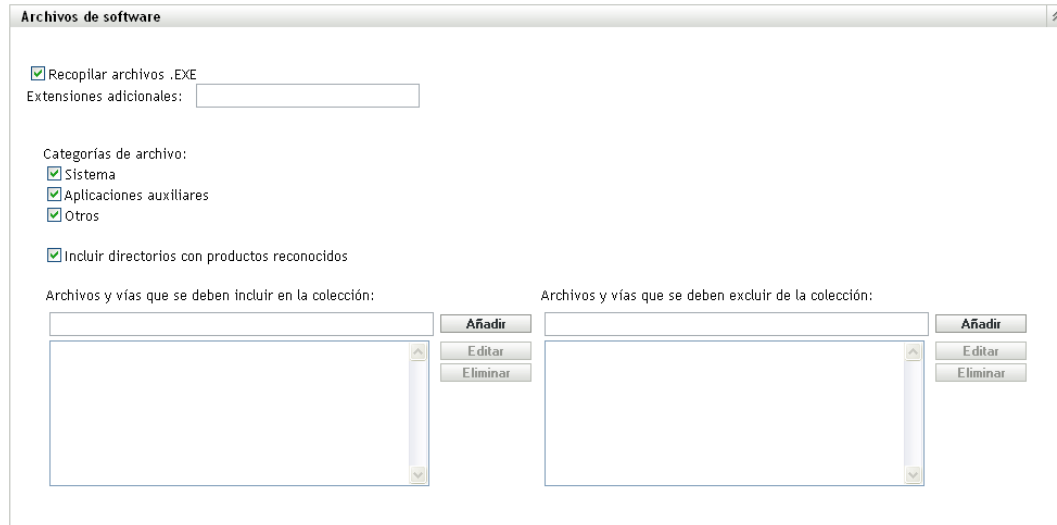 Archivos de software
Recopilar archivos .EXE
Extensiones adicionales:
Categorías de archivo:
Sistema
Aplicaciones auxiliares
Otros
Incluir directorios con productos reconocidos
Archivos y vías que se deben incluir en la colección:
Añadir
Editar
Eliminar
Archivos y vías que se deben excluir de la colección:
Añadir
Editar
Eliminar